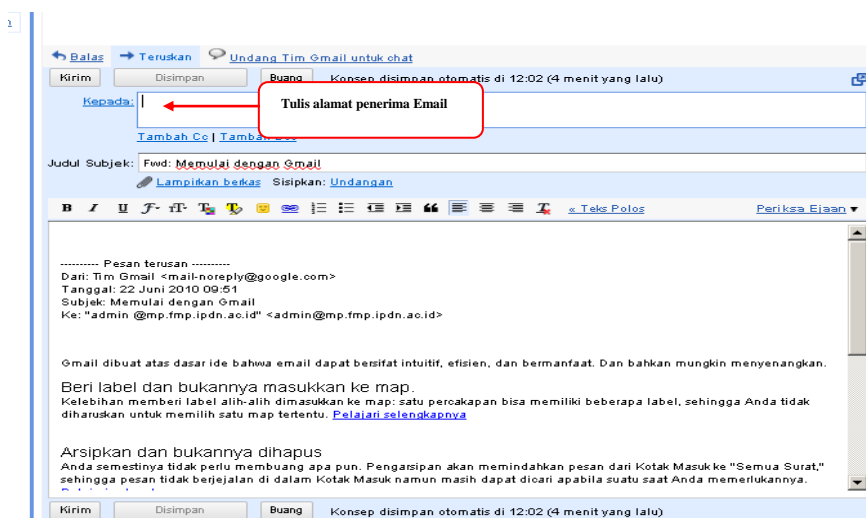 Balas Teruskan Undang Tim Gmail untuk chat
Kirim Disimpan Buang Konsep disimpan otomatis di 12:02 (4 menit yang lalu)
Kepada:
Tulis alamat penerima Email
Tambah Cc |
Judul Subjek: Fwd: Memulai dengan Gmail
Lampirkan berkas Sisipkan: Undangan
B I U « Teks Polos Periksa Ejaan ▼
---------- Pesan terusan ----------
Dari: Tim Gmail <mail-noreply@google.com>
Tanggal: 22 Juni 2010 09:51
Subjek: Memulai dengan Gmail
Ke: "admin @mp.fmp.ipdn.ac.id" <admin@mp.fmp.ipdn.ac.id>
Gmail dibuat atas dasar ide bahwa email dapat bersifat intuitif, efisien, dan bermanfaat. Dan bahkan mungkin menyenangkan.
Beri label dan bukannya masukkan ke map.
Kelebihan memberi label alih-alih dimasukkan ke map: satu percakapan bisa memiliki beberapa label, sehingga Anda tidak
diharuskan untuk memilih satu map tertentu. Pelajari selengkapnya
Arsipkan dan bukannya dihapus
Anda semestinya tidak perlu membuang apa pun. Pengarsipan akan memindahkan pesan dari Kotak Masuk ke "Semua Surat,"
sehingga pesan tidak berjejalan di dalam Kotak Masuk namun masih dapat dicari apabila suatu saat Anda memerlukannya.
Kirim Disimpan Buang Konsep disimpan otomatis di 12:02 (4 menit yang lalu)